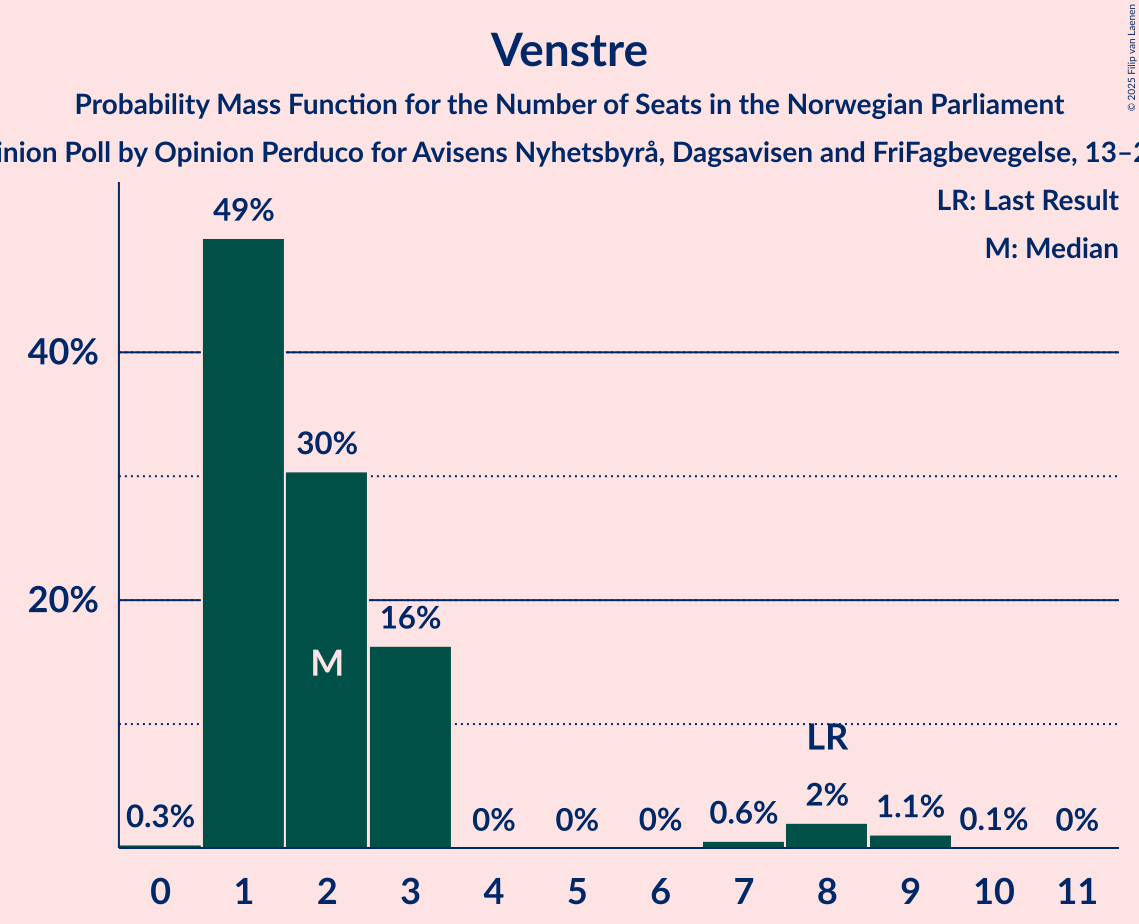 Venstre
Probability Mass Function for the Number of Seats in the Norwegian Parliament
Poll by Opinion Perduco for Avisens Nyhetsbyrå, Dagsavisen and FriFagbevegelse,
© 2025 Filip van Laenen
LR: Last Result
M: Median
49%
40%
30%
20%
16%
M
LR
0.3%
0%
0%
0%
0.6%
2%
1.1%
0.1%
0%
0 1 2 3 4 5 6 7 8 9 10 11